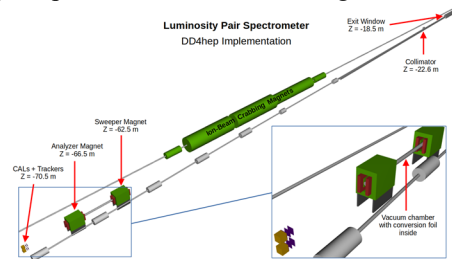 Luminosity Pair Spectrometer
DD4hep Implementation
Exit Window
Z = -18.5 m
Collimator
Z = -22.6 m
Ion-Beam Crabbing Magnets
Sweeper Magnet
Z = -62.5 m
Analyzer Magnet
Z = -66.5 m
CALs + Trackers
Z = -70.5 m
Vacuum chamber
with conversion foil
inside